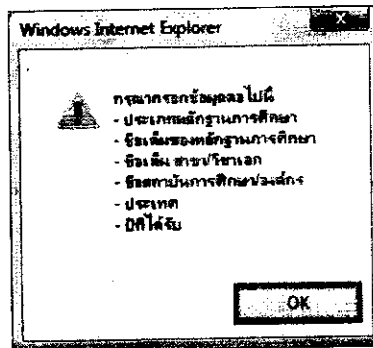 Windows Internet Explorer
กรุณากรอกข้อมูลต่อไปนี้
- ประเภทหลักฐานการศึกษา
- ชื่อเต็มของหลักฐานการศึกษา
- ชื่อเต็ม สาขา/วิชาเอก
- ชื่อสถาบันการศึกษา/องค์กร
- ประเทศ
- ปีที่ได้รับ
OK